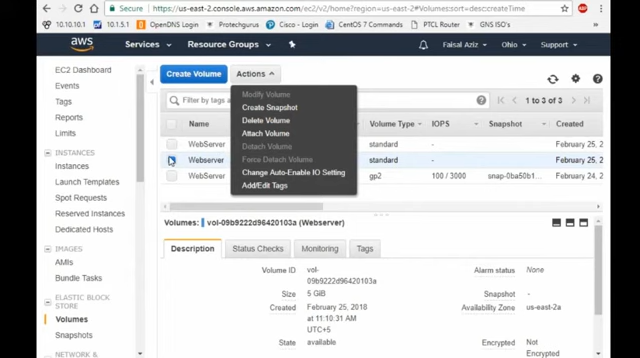 https://us-east-2.console.aws.amazon.com/ec2/v2/home?region=us-east-2#Volumes:sort=desc:createTime
10.10.10.1
10.1.5.1
OpenDNS Login
Protechgurus
Cisco - Login
CentOS 7 Commands
PTCL Router
GNS ISO's
aws
Services
Resource Groups
Faisal Aziz
Ohio
Support
EC2 Dashboard
Events
Tags
Reports
Limits
INSTANCES
Instances
Launch Templates
Spot Requests
Reserved Instances
Dedicated Hosts
IMAGES
AMIs
Bundle Tasks
ELASTIC BLOCK
STORE
Volumes
Snapshots
NETWORK &
Create Volume
Actions
Modify Volume
Create Snapshot
Delete Volume
Attach Volume
Detach Volume
Force Detach Volume
Change Auto-Enable IO Setting
Add/Edit Tags
Filter by tags a
1 to 3 of 3
Name
Volume Type
IOPS
Snapshot
Created
WebServer
standard
-
February 24, 2
Webserver
standard
-
February 25, 2
WebServer
gp2
100 / 3000
snap-0ba50b1...
February 24, 2
Volumes:
vol-09b9222d96420103a (Webserver)
Description
Status Checks
Monitoring
Tags
Volume ID
vol-
09b9222d96420103a
Alarm status
None
Size
5 GiB
Snapshot
-
Created
February 25, 2018
at 11:10:31 AM
UTC+5
Availability Zone
us-east-2a
State
available
Encrypted
Not
Encrypted